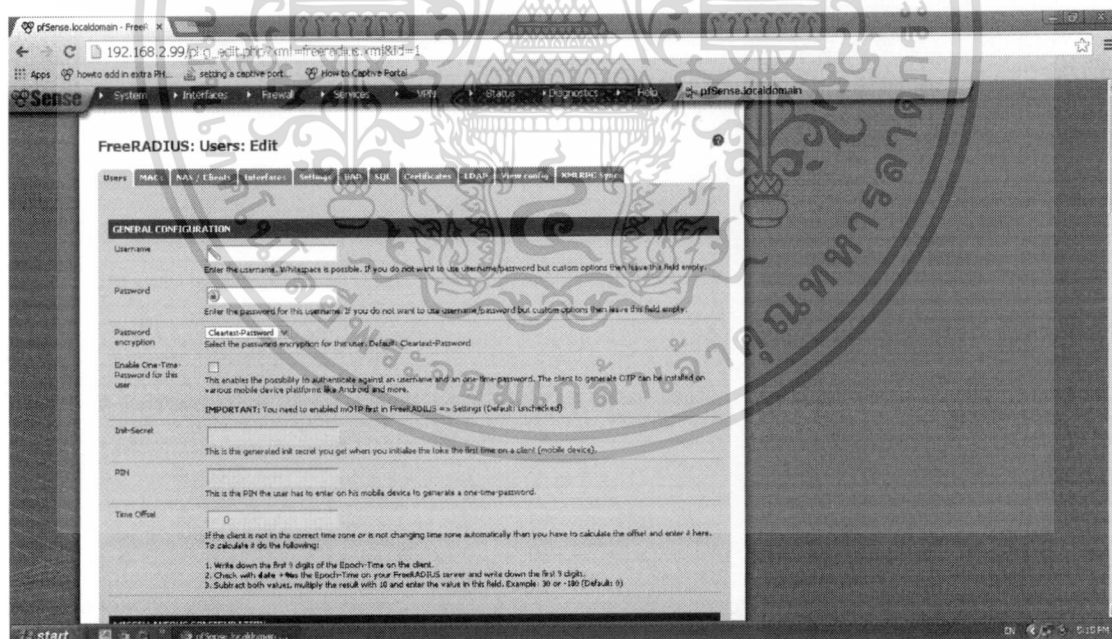 pfSense.localdomain - FreeR
192.168.2.99/pkg_edit.php?xml=freeradius.xml&id=1
Apps howto add in extra PH... setting a captive port... How to Captive Portal
Sense System Interfaces Firewall Services VPN Status Diagnostics Help pfSense.localdomain
FreeRADIUS: Users: Edit
Users MACs NAS / Clients Interfaces Settings EAP SQL Certificates LDAP View config XMLRPC Sync
GENERAL CONFIGURATION
Username
Enter the username. Whitespace is possible. If you do not want to use username/password but custom options then leave this field empty.
Password
Enter the password for this username. If you do not want to use username/password but custom options then leave this field empty.
Password encryption
Cleartext-Password
Select the password encryption for this user. Default: Cleartext-Password
Enable One-Time-Password for this user
This enables the possibility to authenticate against an username and an one-time-password. The client to generate OTP can be installed on
various mobile device plattforms like Android and more.
IMPORTANT: You need to enabled mOTP first in FreeRADIUS => Settings (Default: unchecked)
Init-Secret
This is the generated init secret you get when you initialize the toke the first time on a client (mobile device).
PIN
This is the PIN the user has to enter on his mobile device to generate a one-time-password.
Time Offset
0
If the client is not in the correct time zone or is not changing time zone automatically than you have to calculate the offset and enter it here.
To calculate it do the following:
1. Write down the first 9 digits of the Epoch-Time on the client.
2. Check with date +%s the Epoch-Time on your FreeRADIUS server and write down the first 9 digits.
3. Subtract both values, multiply the result with 10 and enter the value in this field. Example: 30 or -180 (Default: 0)
start
pfSense.localdomain
EN
5:15 PM